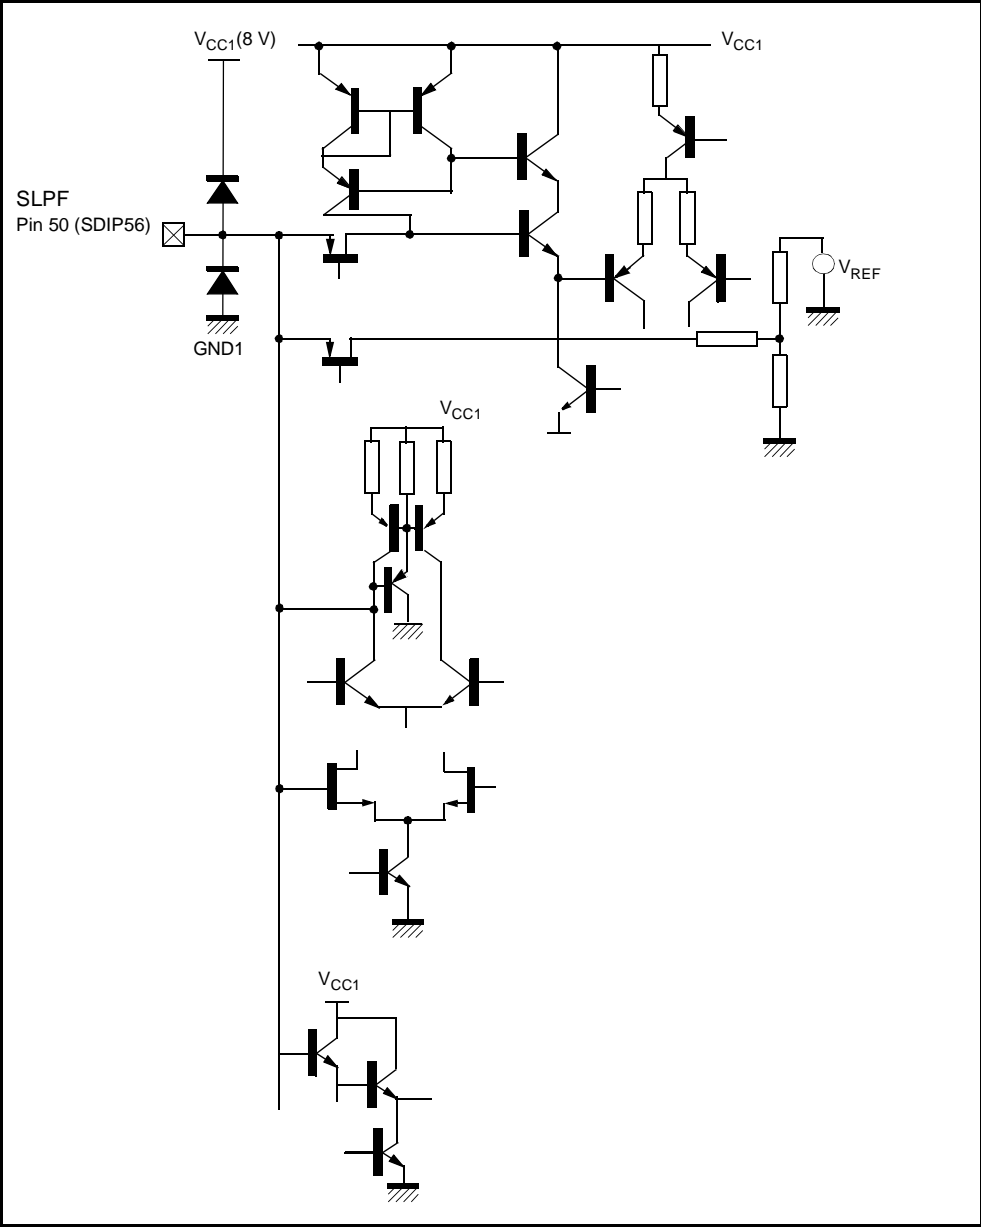 VCC1(8 V)
VCC1
SLPF
Pin 50 (SDIP56)
VREF
GND1
VCC1
VCC1